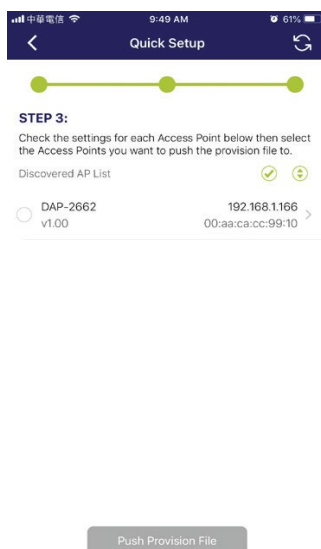 中華電信 9:49 AM 61%
Quick Setup
STEP 3:
Check the settings for each Access Point below then select
the Access Points you want to push the provision file to.
Discovered AP List
DAP-2662 192.168.1.166
v1.00 00:aa:ca:cc:99:10
Push Provision File